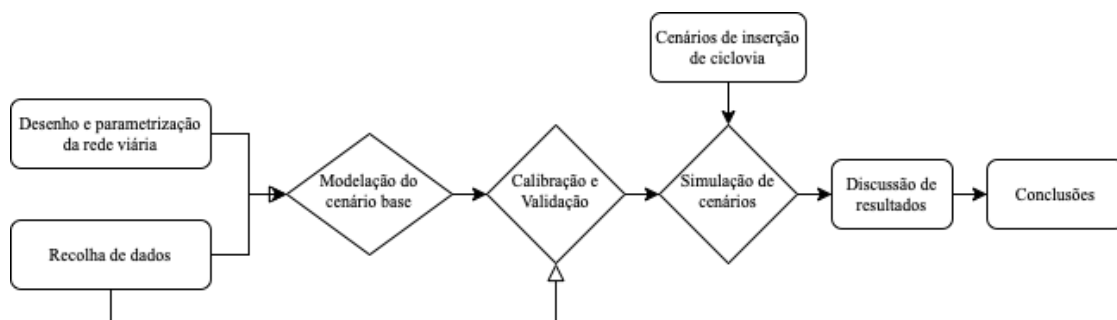 Cenários de inserção
de ciclovia
Desenho e parametrização
da rede viária
Modelação do
cenário base
Calibração e
Validação
Simulação de
cenários
Discussão de
resultados
Conclusões
Recolha de dados